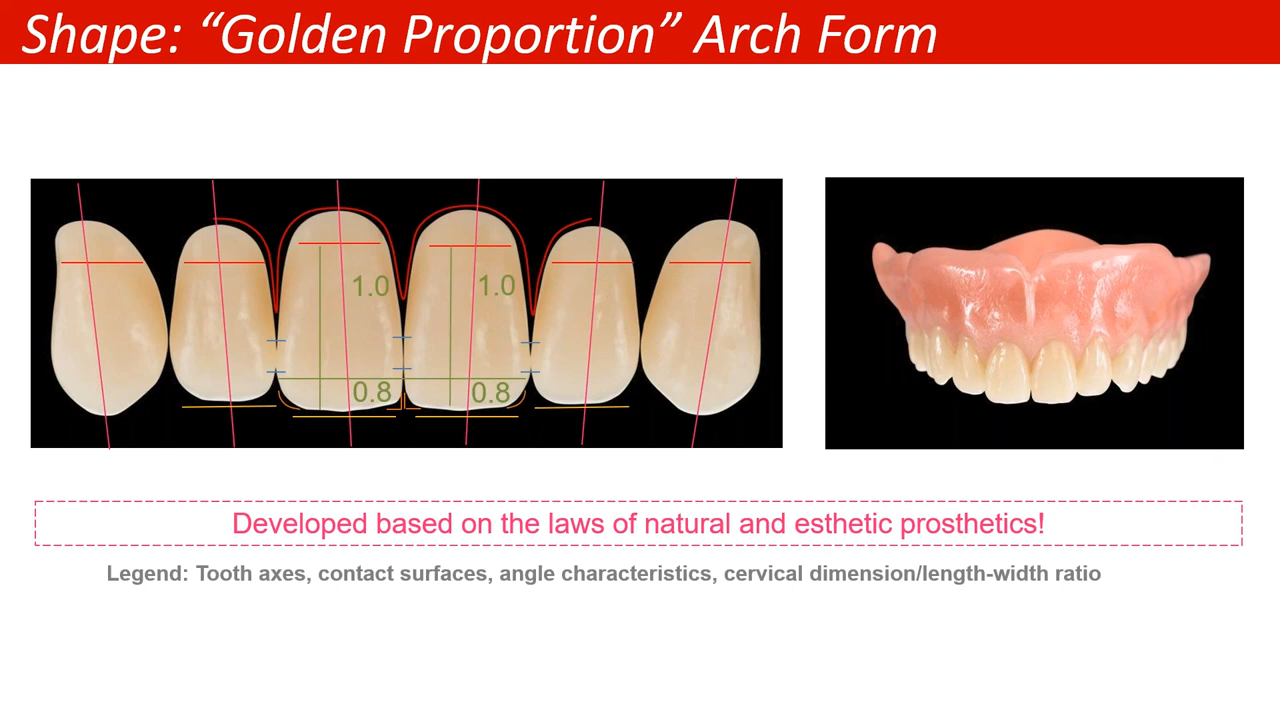 Shape: “Golden Proportion” Arch Form
1.0 1.0
0.8 0.8
Developed based on the laws of natural and esthetic prosthetics!
Legend: Tooth axes, contact surfaces, angle characteristics, cervical dimension/length-width ratio